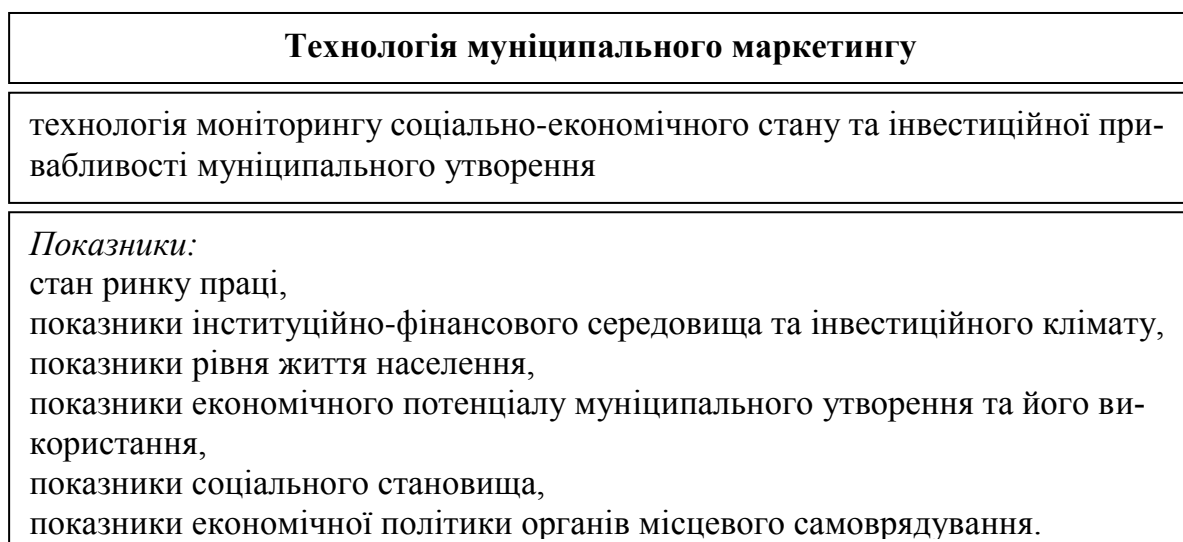 Технологія муніципального маркетингу
технологія моніторингу соціально-економічного стану та інвестиційної при-
вабливості муніципального утворення
Показники:
стан ринку праці,
показники інституційно-фінансового середовища та інвестиційного клімату,
показники рівня життя населення,
показники економічного потенціалу муніципального утворення та його ви-
користання,
показники соціального становища,
показники економічної політики органів місцевого самоврядування.